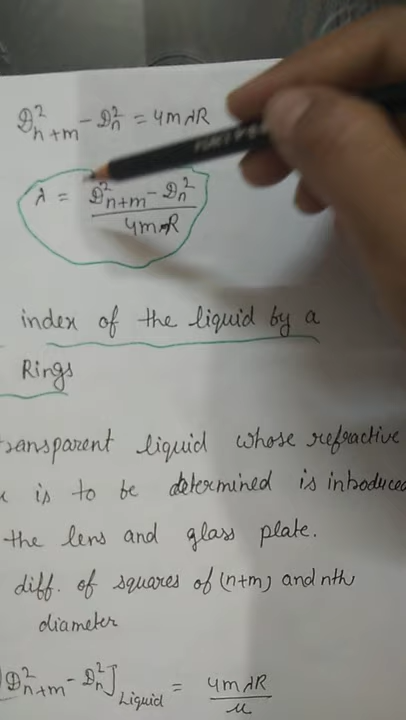 D²n+m - D²n = 4mλR
λ = D²n+m - D²n / 4mR
index of the liquid by a
Rings
transparent liquid whose refractive
u is to be determined is introduced
the lens and glass plate.
diff. of squares of (n+m) and nth
diameter
[D²n+m - D²n]Liquid = 4mλR / u